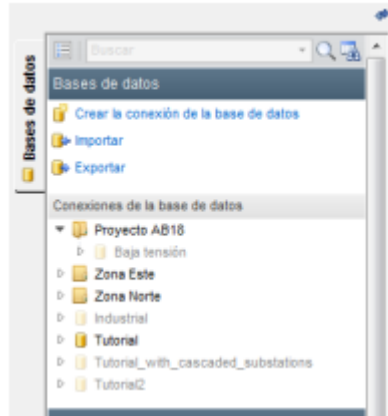 Bases de datos
Buscar
Bases de datos
Crear la conexión de la base de datos
Importar
Exportar
Conexiones de la base de datos
Proyecto AB18
Baja tensión
Zona Este
Zona Norte
Industrial
Tutorial
Tutorial_with_cascaded_substations
Tutorial2